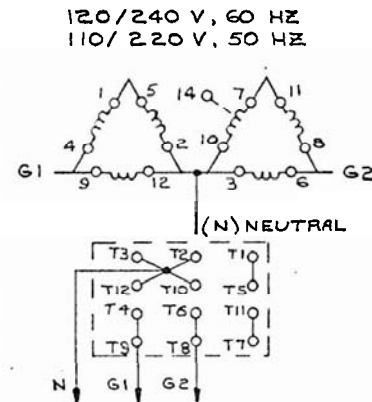 120/240 V, 60 HZ
110/220 V, 50 HZ
1 5 14 7 11
4 2 10 8
G1 9 12 3 6 G2
(N) NEUTRAL
T3 T2 T1
T12 T10 T5
T4 T6 T11
T9 T8 T7
N G1 G2